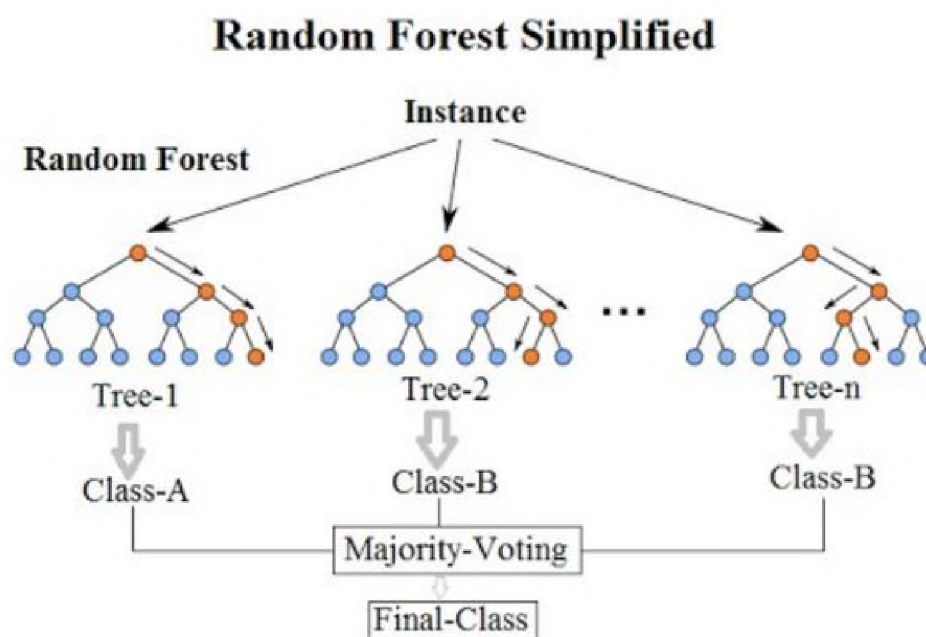 Random Forest Simplified
Instance
Random Forest
...
Tree-1
Tree-2
Tree-n
Class-A
Class-B
Class-B
Majority-Voting
Final-Class